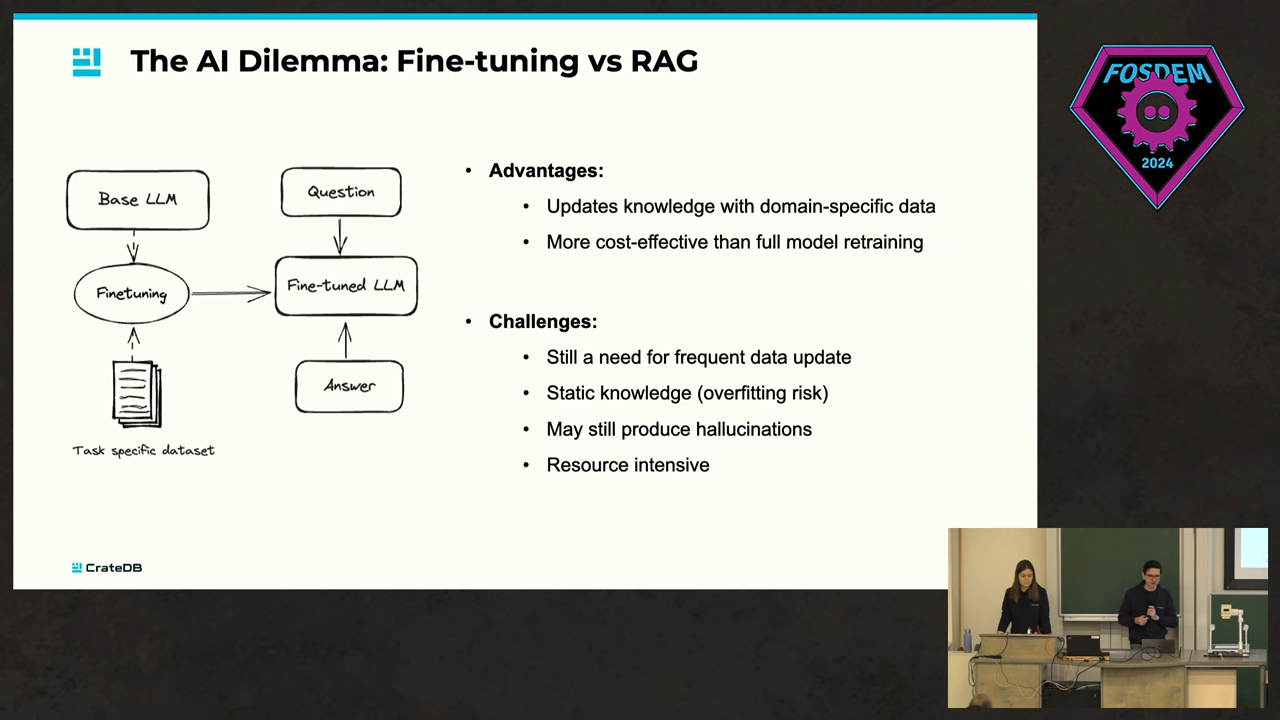 The AI Dilemma: Fine-tuning vs RAG
Base LLM
Question
Finetuning
Fine-tuned LLM
Answer
Task specific dataset
• Advantages:
• Updates knowledge with domain-specific data
• More cost-effective than full model retraining
• Challenges:
• Still a need for frequent data update
• Static knowledge (overfitting risk)
• May still produce hallucinations
• Resource intensive
CrateDB
FOSDEM
2024